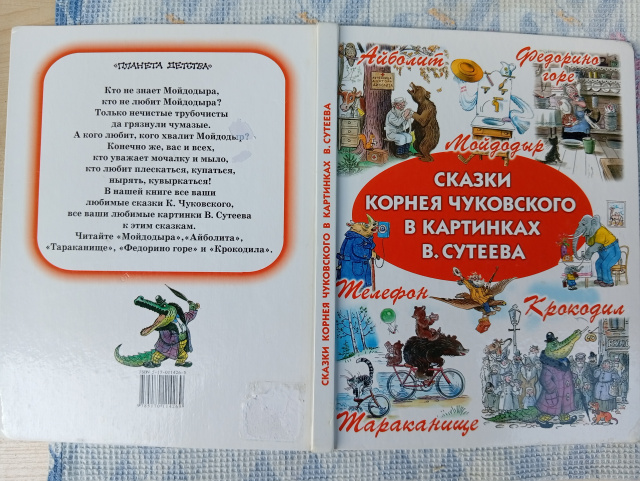 «ПЛАНЕТА ДЕТСТВА»
Кто не знает Мойдодыра,
кто не любит Мойдодыра?
Только нечистые трубочисты
да грязнули чумазые.
А кого любит, кого хвалит Мойдодыр?
Конечно же, вас и всех,
кто уважает мочалку и мыло,
кто любит плескаться, купаться,
нырять, кувыркаться!
В нашей книге все ваши
любимые сказки К. Чуковского,
все ваши любимые картинки В. Сутеева
к этим сказкам.
Читайте «Мойдодыра», «Айболита»,
«Тараканище», «Федорино горе» и «Крокодила».
СКАЗКИ КОРНЕЯ ЧУКОВСКОГО В КАРТИНКАХ В. СУТЕЕВА
Айболит
Федорино
горе
Мойдодыр
СКАЗКИ
КОРНЕЯ ЧУКОВСКОГО
В КАРТИНКАХ
В. СУТЕЕВА
Телефон
Крокодил
Тараканище